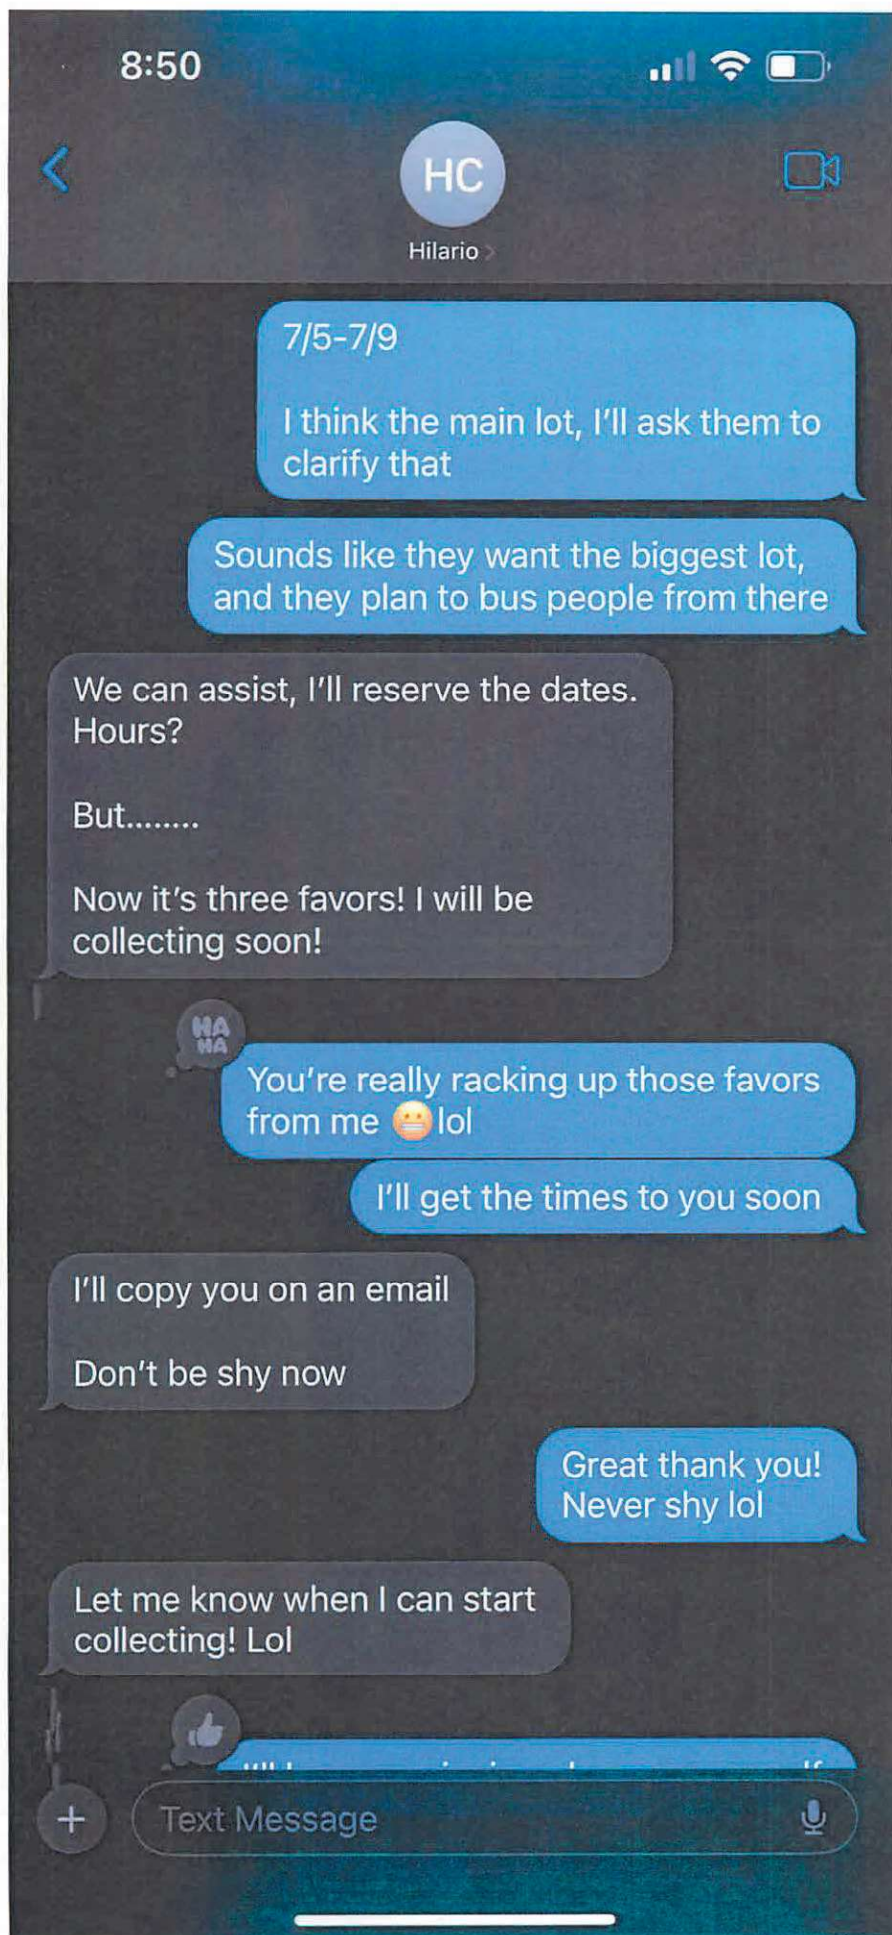 8:50
HC
Hilario
7/5-7/9
I think the main lot, I'll ask them to
clarify that
Sounds like they want the biggest lot,
and they plan to bus people from there
We can assist, I'll reserve the dates.
Hours?
But........
Now it's three favors! I will be
collecting soon!
HA
HA
You're really racking up those favors
from me 😬lol
I'll get the times to you soon
I'll copy you on an email
Don't be shy now
Great thank you!
Never shy lol
Let me know when I can start
collecting! Lol
Text Message